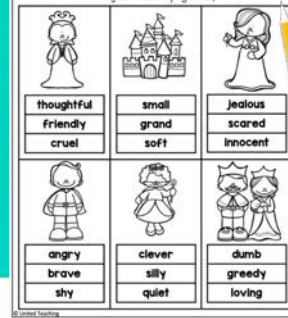 thoughtful
friendly
cruel
small
grand
soft
jealous
scared
innocent
angry
brave
shy
clever
silly
quiet
dumb
greedy
loving
© United Teaching